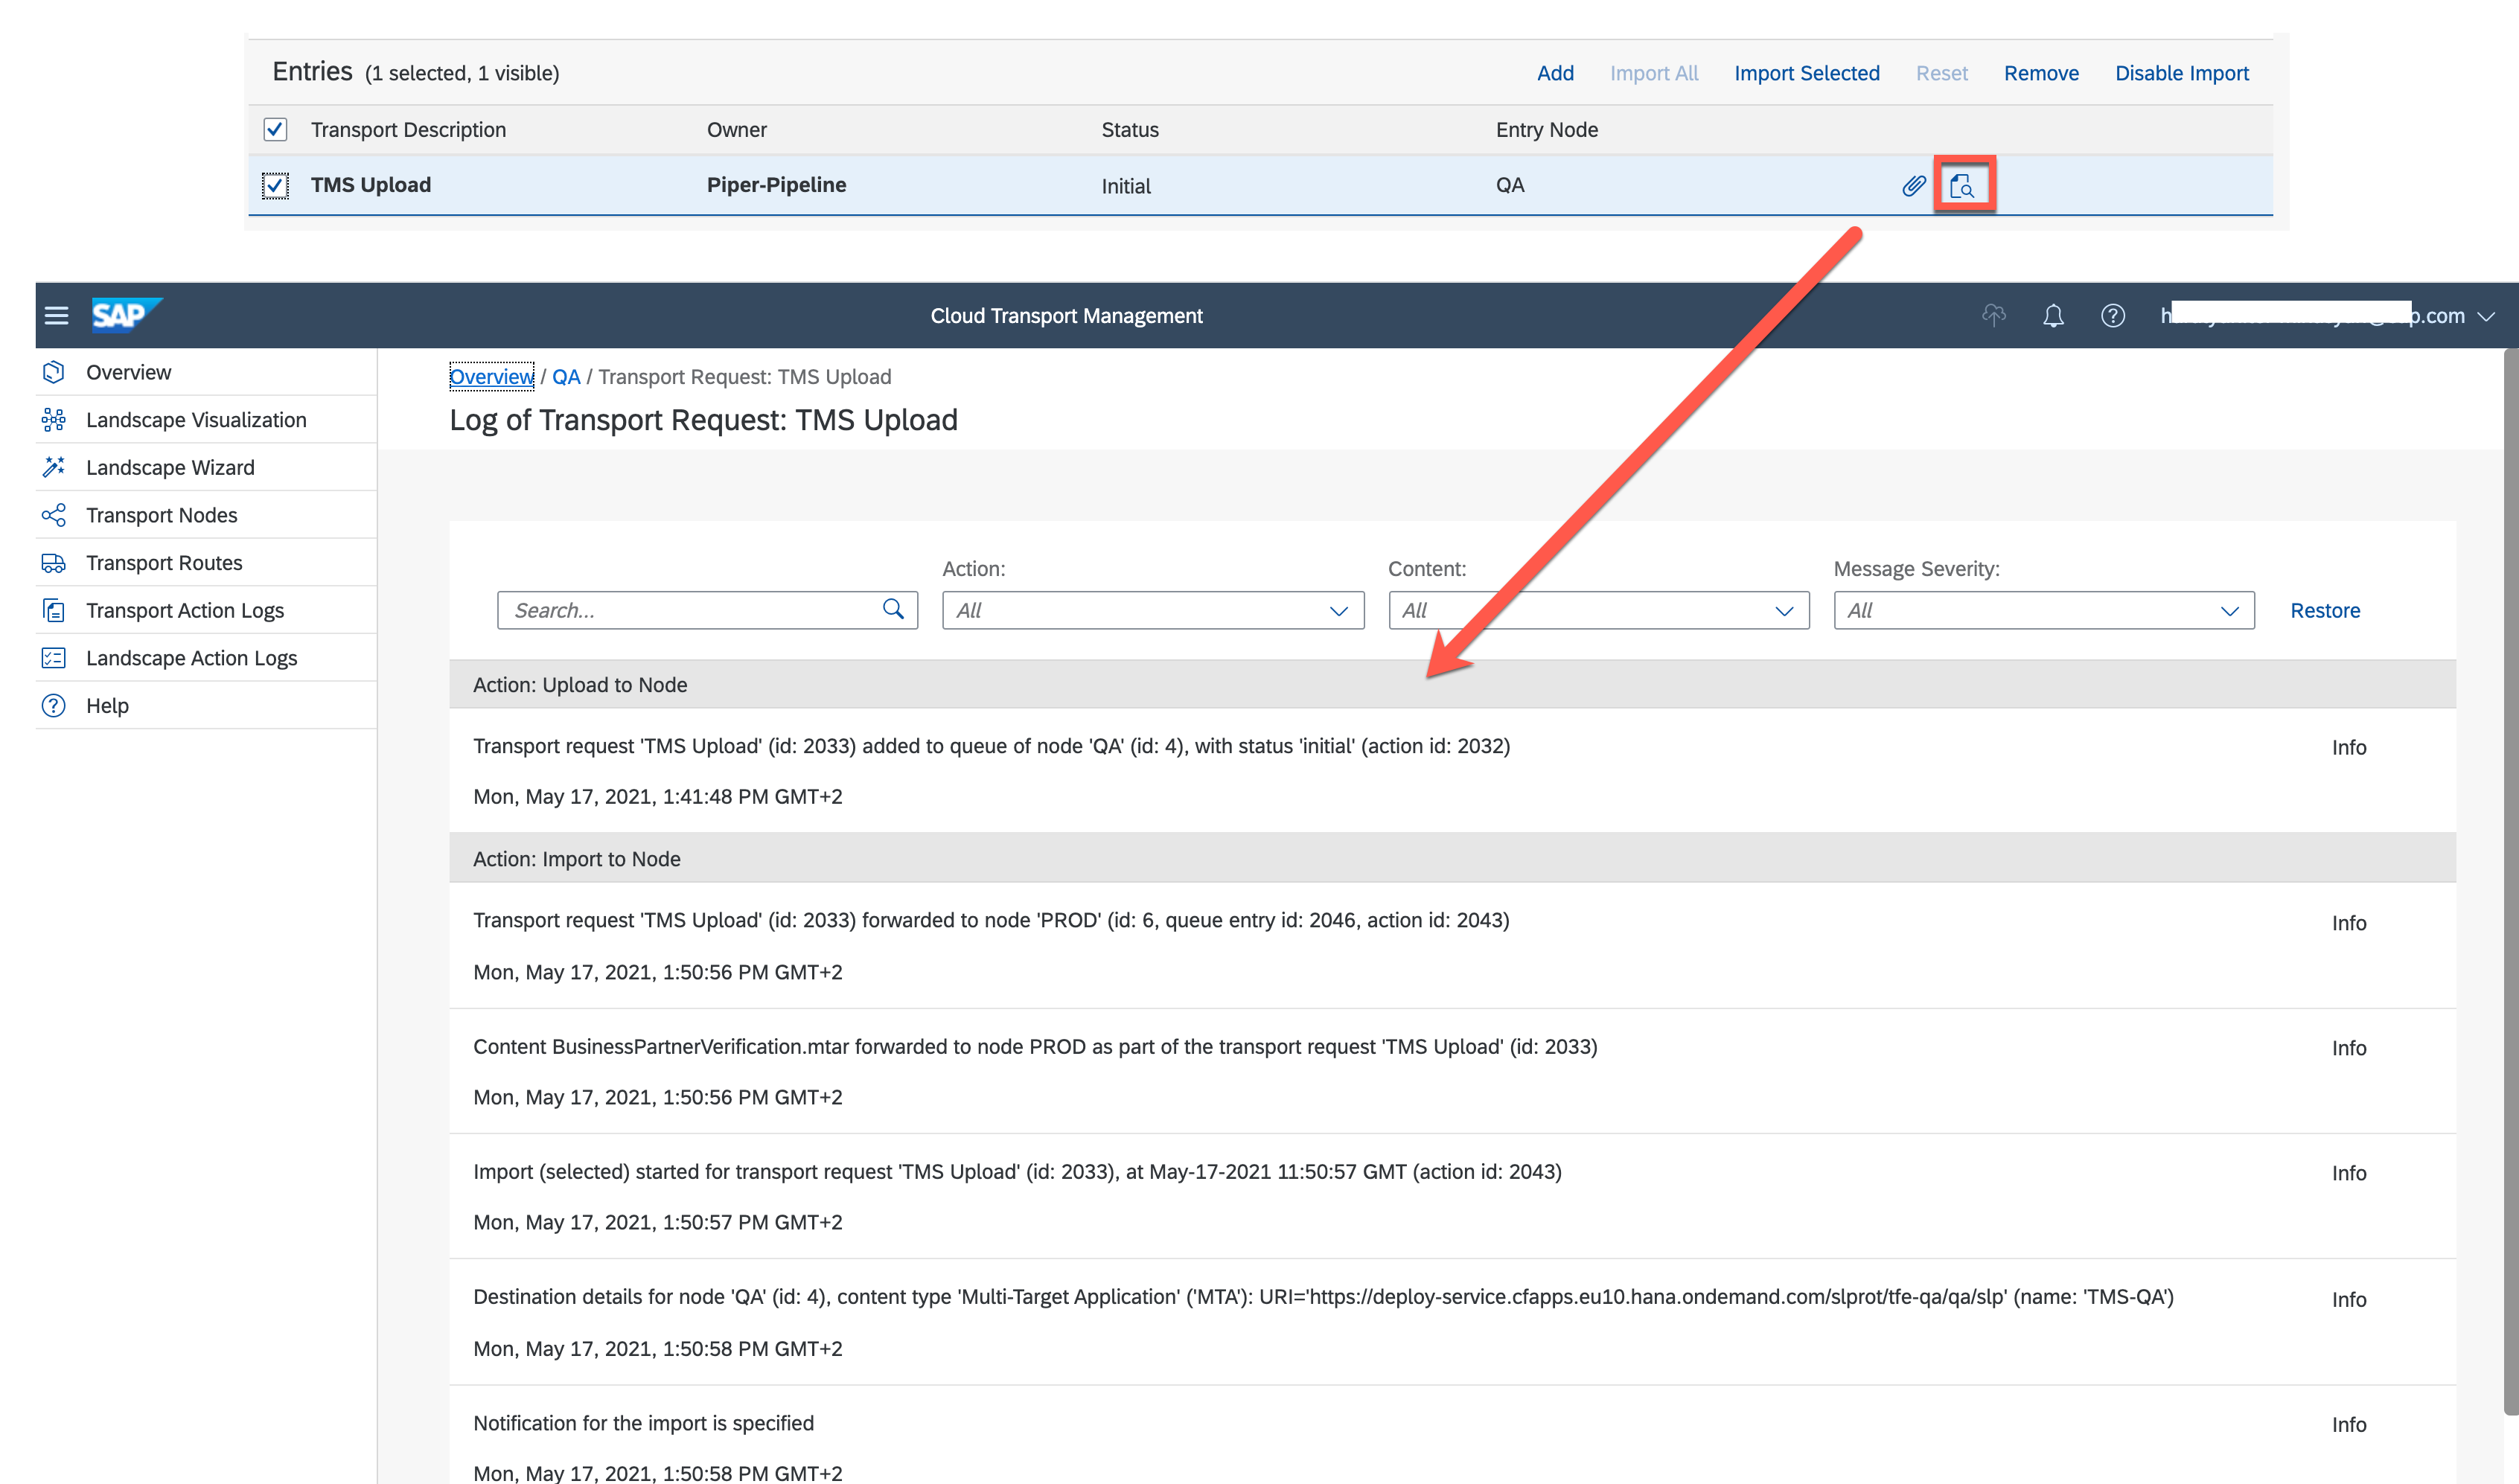 Entries (1 selected, 1 visible) Add Import All Import Selected Reset Remove Disable Import
Transport Description Owner Status Entry Node
TMS Upload Piper-Pipeline Initial QA
SAP Cloud Transport Management p.com
Overview
Landscape Visualization
Landscape Wizard
Transport Nodes
Transport Routes
Transport Action Logs
Landscape Action Logs
Help
Overview / QA / Transport Request: TMS Upload
Log of Transport Request: TMS Upload
Action: Content: Message Severity:
Search... All All All Restore
Action: Upload to Node
Transport request 'TMS Upload' (id: 2033) added to queue of node 'QA' (id: 4), with status 'initial' (action id: 2032) Info
Mon, May 17, 2021, 1:41:48 PM GMT+2
Action: Import to Node
Transport request 'TMS Upload' (id: 2033) forwarded to node 'PROD' (id: 6, queue entry id: 2046, action id: 2043) Info
Mon, May 17, 2021, 1:50:56 PM GMT+2
Content BusinessPartnerVerification.mtar forwarded to node PROD as part of the transport request 'TMS Upload' (id: 2033) Info
Mon, May 17, 2021, 1:50:56 PM GMT+2
Import (selected) started for transport request 'TMS Upload' (id: 2033), at May-17-2021 11:50:57 GMT (action id: 2043) Info
Mon, May 17, 2021, 1:50:57 PM GMT+2
Destination details for node 'QA' (id: 4), content type 'Multi-Target Application' ('MTA'): URI='https://deploy-service.cfapps.eu10.hana.ondemand.com/slprot/tfe-qa/qa/slp' (name: 'TMS-QA') Info
Mon, May 17, 2021, 1:50:58 PM GMT+2
Notification for the import is specified Info
Mon, May 17, 2021, 1:50:58 PM GMT+2